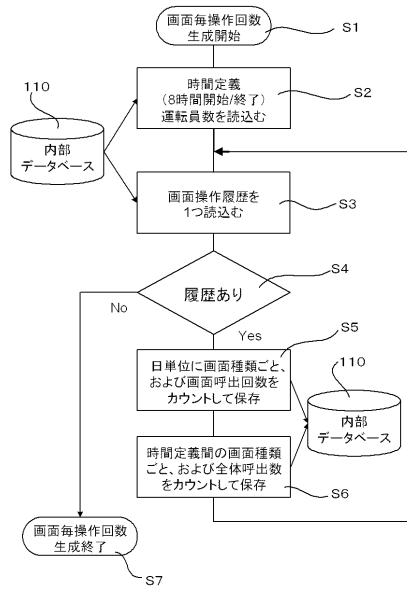 画面毎操作回数
生成開始
S1
時間定義
(8時間開始/終了)
運転員数を読込む
S2
110
内部
データベース
画面操作履歴を
1つ読込む
S3
履歴あり
S4
No
Yes
日単位に画面種類ごと、
および画面呼出回数を
カウントして保存
S5
110
内部
データベース
時間定義間の画面種類
ごと、および全体呼出数
をカウントして保存
S6
画面毎操作回数
生成終了
S7